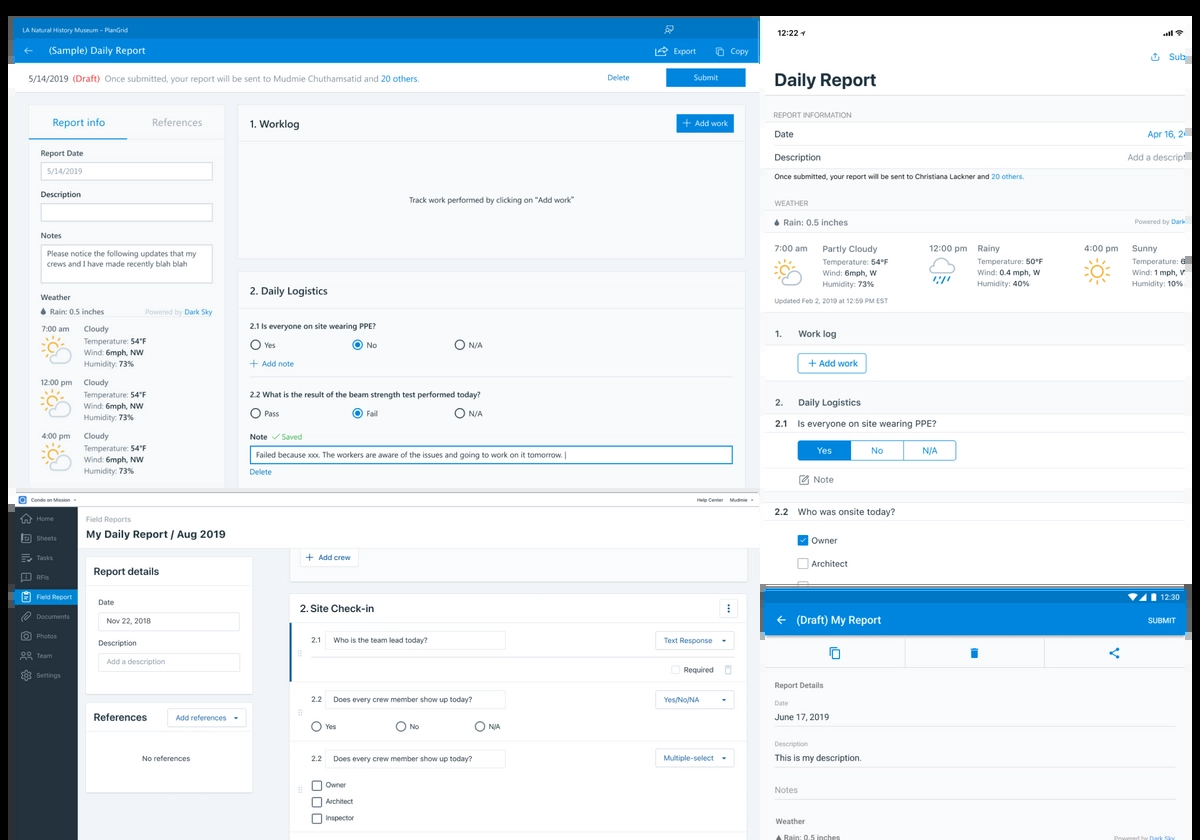 LA Natural History Museum – PlanGrid
(Sample) Daily Report
Export
Copy
5/14/2019 (Draft) Once submitted, your report will be sent to Mudmie Chuthamsatid and 20 others.
Delete
Submit
Report info
References
Report Date
5/14/2019
Description
Notes
Please notice the following updates that my
crews and I have made recently blah blah
Weather
Rain: 0.5 inches
Powered by Dark Sky
7:00 am
Cloudy
Temperature: 54°F
Wind: 6mph, NW
Humidity: 73%
12:00 pm
Cloudy
Temperature: 54°F
Wind: 6mph, NW
Humidity: 73%
4:00 pm
Cloudy
Temperature: 54°F
Wind: 6mph, NW
Humidity: 73%
1. Worklog
+ Add work
Track work performed by clicking on "Add work"
2. Daily Logistics
2.1 Is everyone on site wearing PPE?
Yes
No
N/A
+ Add note
2.2 What is the result of the beam strength test performed today?
Pass
Fail
N/A
Note ✓ Saved
Failed because xxx. The workers are aware of the issues and going to work on it tomorrow. |
Delete
12:22
Sub
Daily Report
REPORT INFORMATION
Date
Apr 16, 2
Description
Add a descrip
Once submitted, your report will be sent to Christiana Lackner and 20 others.
WEATHER
Rain: 0.5 inches
Powered by Dark
7:00 am
Partly Cloudy
Temperature: 54°F
Wind: 6mph, W
Humidity: 73%
12:00 pm
Rainy
Temperature: 50°F
Wind: 0.4 mph, W
Humidity: 40%
4:00 pm
Sunny
Temperature: 6
Wind: 1 mph, W
Humidity: 10%
Updated Feb 2, 2019 at 12:59 PM EST
1. Work log
+ Add work
2. Daily Logistics
2.1 Is everyone on site wearing PPE?
Yes
No
N/A
Note
2.2 Who was onsite today?
Owner
Architect
Condo on Mission
Help Center
Mudmie
Home
Sheets
Tasks
RFIs
Field Report
Documents
Photos
Team
Settings
Field Reports
My Daily Report / Aug 2019
Report details
Date
Nov 22, 2018
Description
Add a description
References
Add references
No references
+ Add crew
2. Site Check-in
2.1 Who is the team lead today?
Text Response
Required
2.2 Does every crew member show up today?
Yes/No/NA
Yes
No
N/A
2.2 Does every crew member show up today?
Multiple-select
Owner
Architect
Inspector
12:30
(Draft) My Report
SUBMIT
Report Details
Date
June 17, 2019
Description
This is my description.
Notes
Weather
Rain: 0.5 inches
Powered by Dark Sky